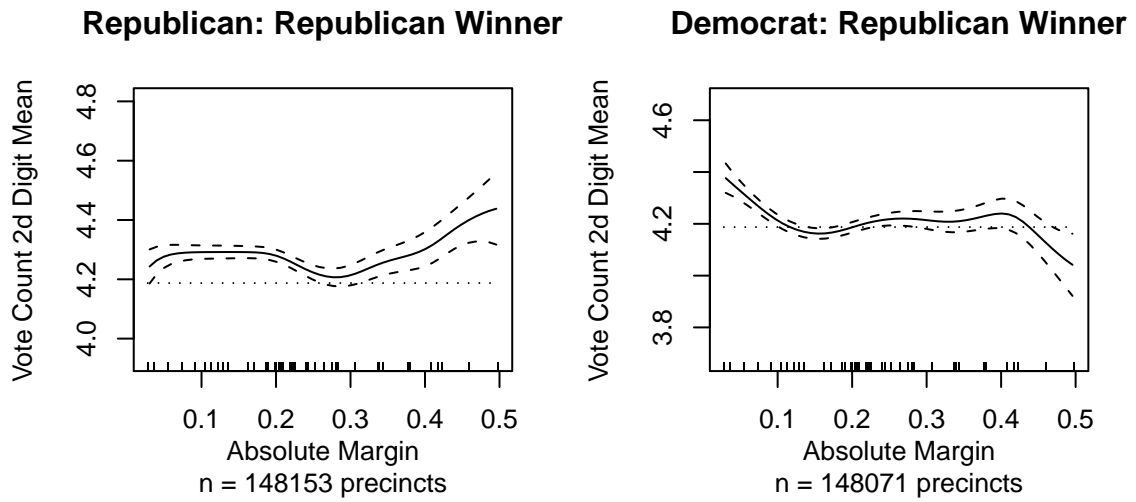 Republican: Republican Winner
Vote Count 2d Digit Mean
4.8
4.6
4.4
4.2
4.0
0.1 0.2 0.3 0.4 0.5
Absolute Margin
n = 148153 precincts
Democrat: Republican Winner
Vote Count 2d Digit Mean
4.6
4.2
3.8
0.1 0.2 0.3 0.4 0.5
Absolute Margin
n = 148071 precincts